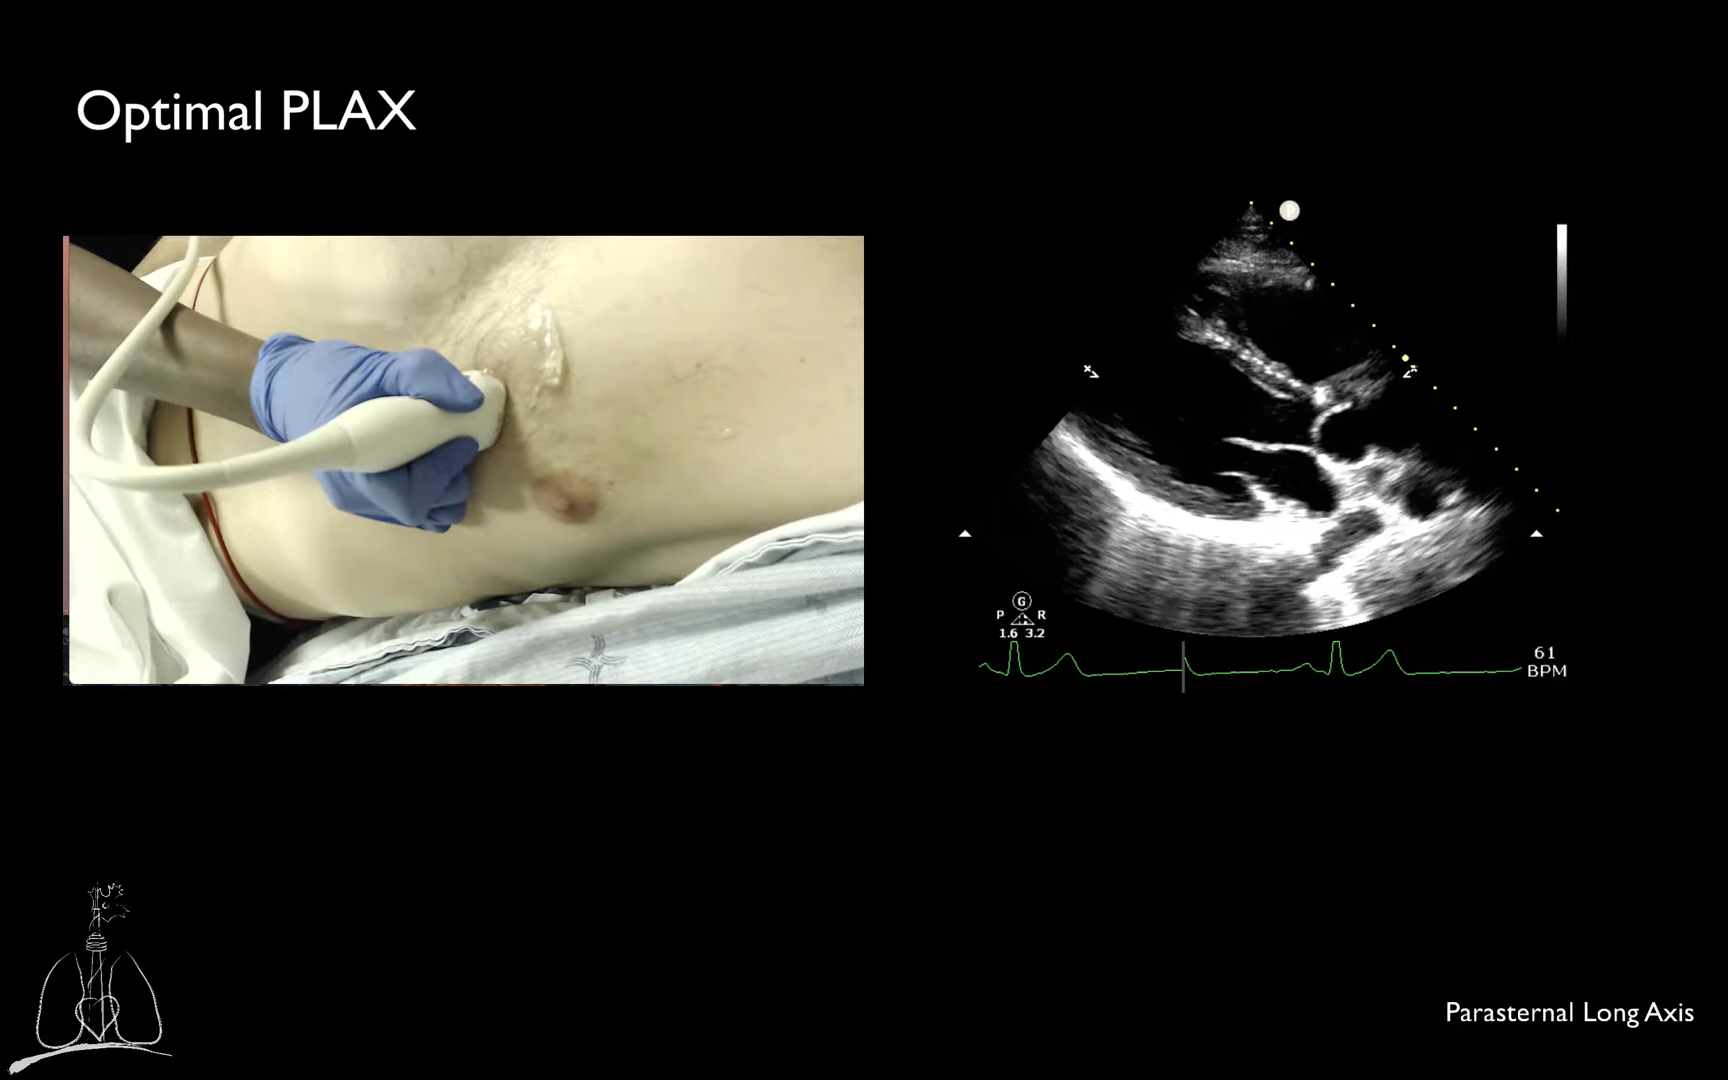 Optimal PLAX
G
P R
1.6 3.2
61
BPM
Parasternal Long Axis